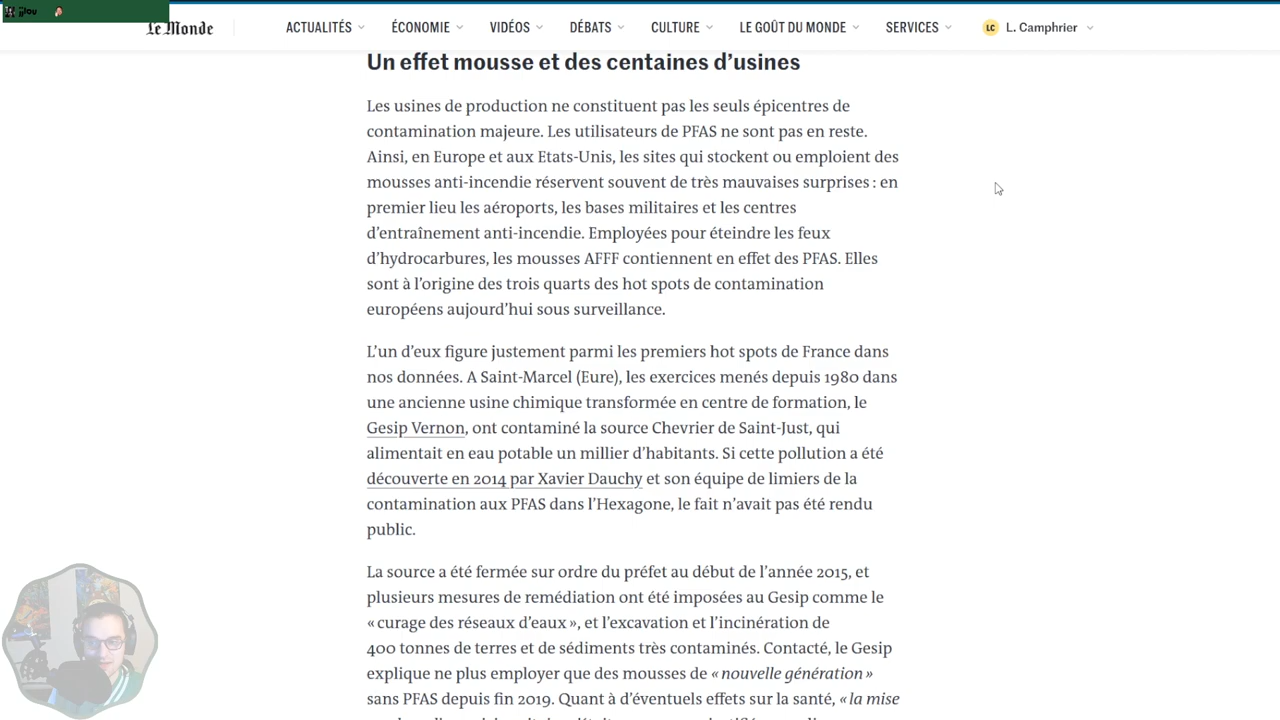 Le Monde
ACTUALITÉS
ÉCONOMIE
VIDÉOS
DÉBATS
CULTURE
LE GOÛT DU MONDE
SERVICES
LC
L. Camphrier
Un effet mousse et des centaines d’usines
Les usines de production ne constituent pas les seuls épicentres de
contamination majeure. Les utilisateurs de PFAS ne sont pas en reste.
Ainsi, en Europe et aux Etats-Unis, les sites qui stockent ou emploient des
mousses anti-incendie réservent souvent de très mauvaises surprises : en
premier lieu les aéroports, les bases militaires et les centres
d’entraînement anti-incendie. Employées pour éteindre les feux
d’hydrocarbures, les mousses AFFF contiennent en effet des PFAS. Elles
sont à l’origine des trois quarts des hot spots de contamination
européens aujourd’hui sous surveillance.
L’un d’eux figure justement parmi les premiers hot spots de France dans
nos données. A Saint-Marcel (Eure), les exercices menés depuis 1980 dans
une ancienne usine chimique transformée en centre de formation, le
Gesip Vernon, ont contaminé la source Chevrier de Saint-Just, qui
alimentait en eau potable un millier d’habitants. Si cette pollution a été
découverte en 2014 par Xavier Dauchy et son équipe de limiers de la
contamination aux PFAS dans l’Hexagone, le fait n’avait pas été rendu
public.
La source a été fermée sur ordre du préfet au début de l’année 2015, et
plusieurs mesures de remédiation ont été imposées au Gesip comme le
« curage des réseaux d’eaux », et l’excavation et l’incinération de
400 tonnes de terres et de sédiments très contaminés. Contacté, le Gesip
explique ne plus employer que des mousses de « nouvelle génération »
sans PFAS depuis fin 2019. Quant à d’éventuels effets sur la santé, « la mise